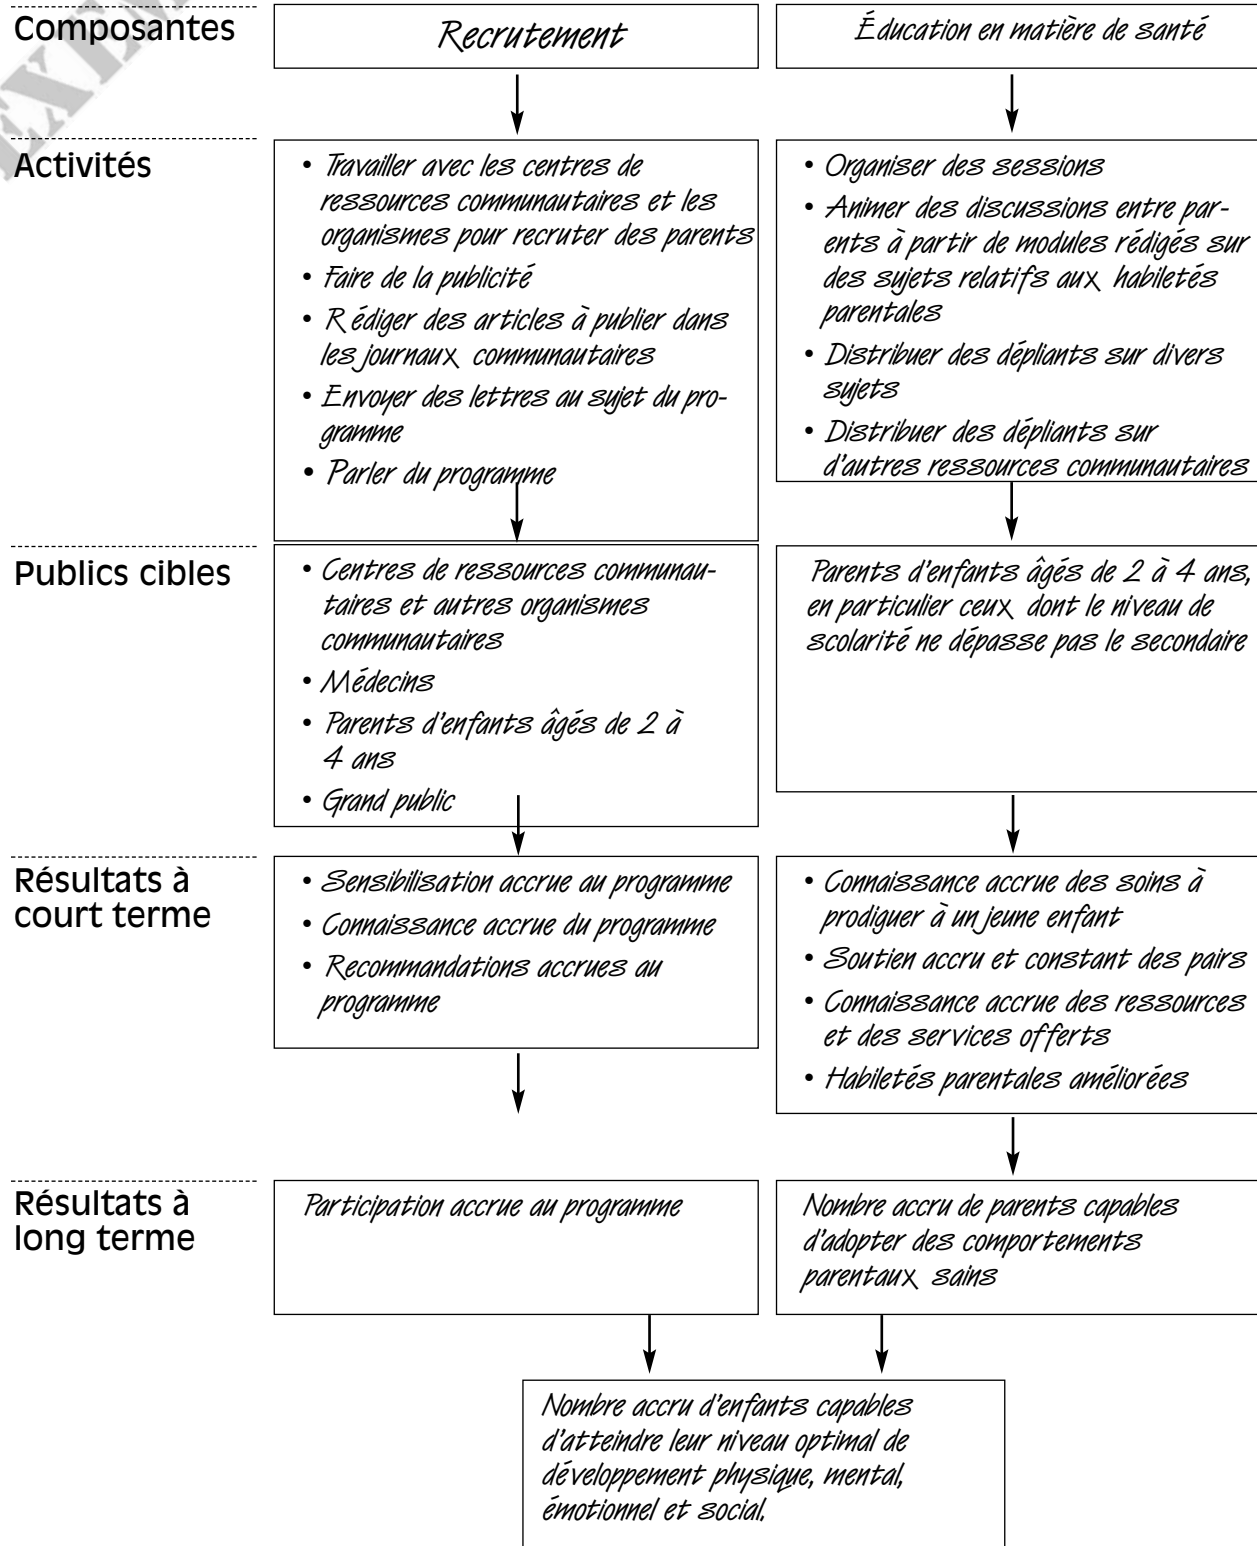 EXEM
Composantes
Recrutement
Éducation en matière de santé
Activités
• Travailler avec les centres de
ressources communautaires et les
organismes pour recruter des parents
• Faire de la publicité
• Rédiger des articles à publier dans
les journaux communautaires
• Envoyer des lettres au sujet du pro-
gramme
• Parler du programme
• Organiser des sessions
• Animer des discussions entre par-
ents à partir de modules rédigés sur
des sujets relatifs aux habiletés
parentales
• Distribuer des dépliants sur divers
sujets
• Distribuer des dépliants sur
d'autres ressources communautaires
Publics cibles
• Centres de ressources communau-
taires et autres organismes
communautaires
• Médecins
• Parents d'enfants âgés de 2 à
4 ans
• Grand public
Parents d'enfants âgés de 2 à 4 ans,
en particulier ceux dont le niveau de
scolarité ne dépasse pas le secondaire
Résultats à
court terme
• Sensibilisation accrue au programme
• Connaissance accrue du programme
• Recommandations accrues au
programme
• Connaissance accrue des soins à
prodiguer à un jeune enfant
• Soutien accru et constant des pairs
• Connaissance accrue des ressources
et des services offerts
• Habiletés parentales améliorées
Résultats à
long terme
Participation accrue au programme
Nombre accru de parents capables
d'adopter des comportements
parentaux sains
Nombre accru d'enfants capables
d'atteindre leur niveau optimal de
développement physique, mental,
émotionnel et social.